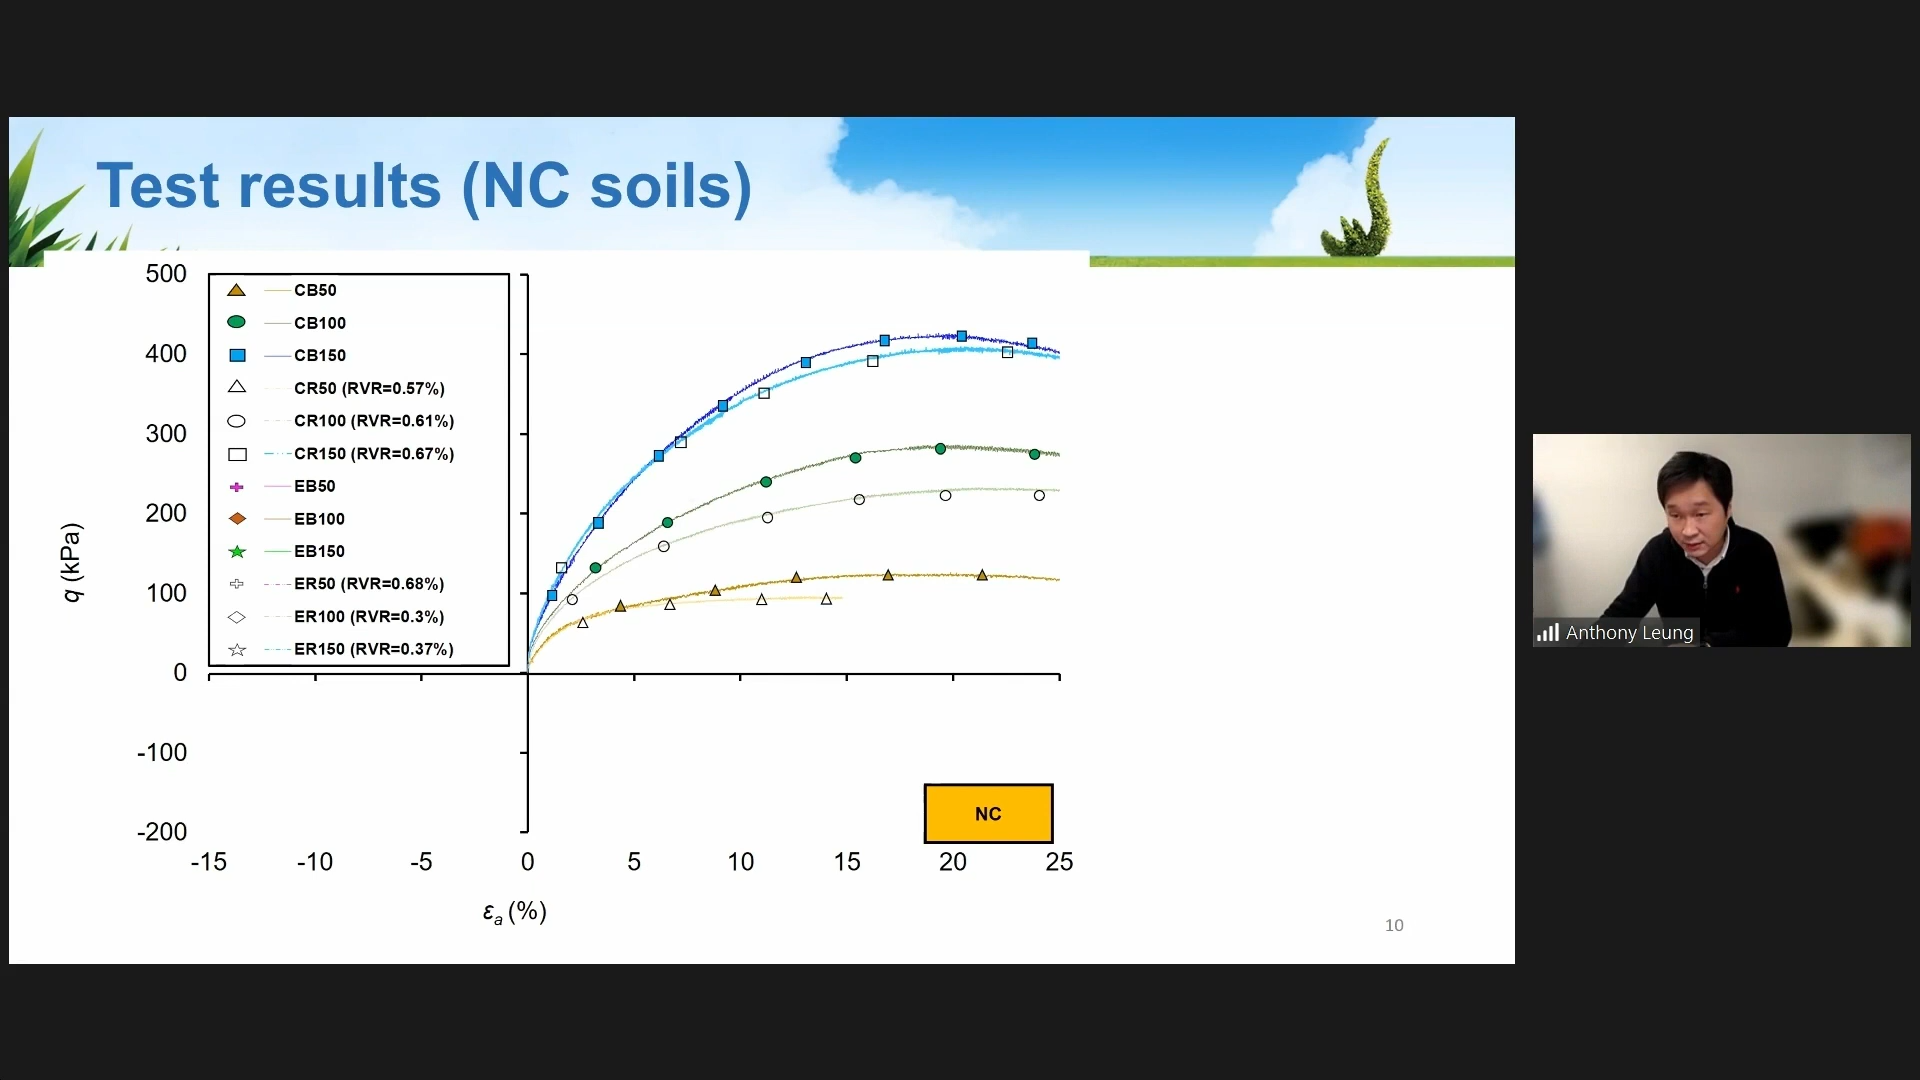 Test results (NC soils)
500
400
300
200
100
0
-100
-200
q (kPa)
CB50
CB100
CB150
CR50 (RVR=0.57%)
CR100 (RVR=0.61%)
CR150 (RVR=0.67%)
EB50
EB100
EB150
ER50 (RVR=0.68%)
ER100 (RVR=0.3%)
ER150 (RVR=0.37%)
NC
-15 -10 -5 0 5 10 15 20 25
εa (%)
10
Anthony Leung